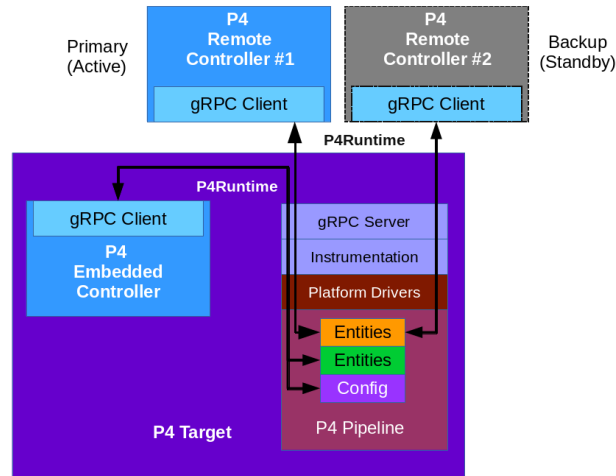 Primary
(Active)
P4
Remote
Controller #1
gRPC Client
P4
Remote
Controller #2
gRPC Client
Backup
(Standby)
P4Runtime
P4Runtime
gRPC Client
P4
Embedded
Controller
gRPC Server
Instrumentation
Platform Drivers
Entities
Entities
Config
P4 Pipeline
P4 Target